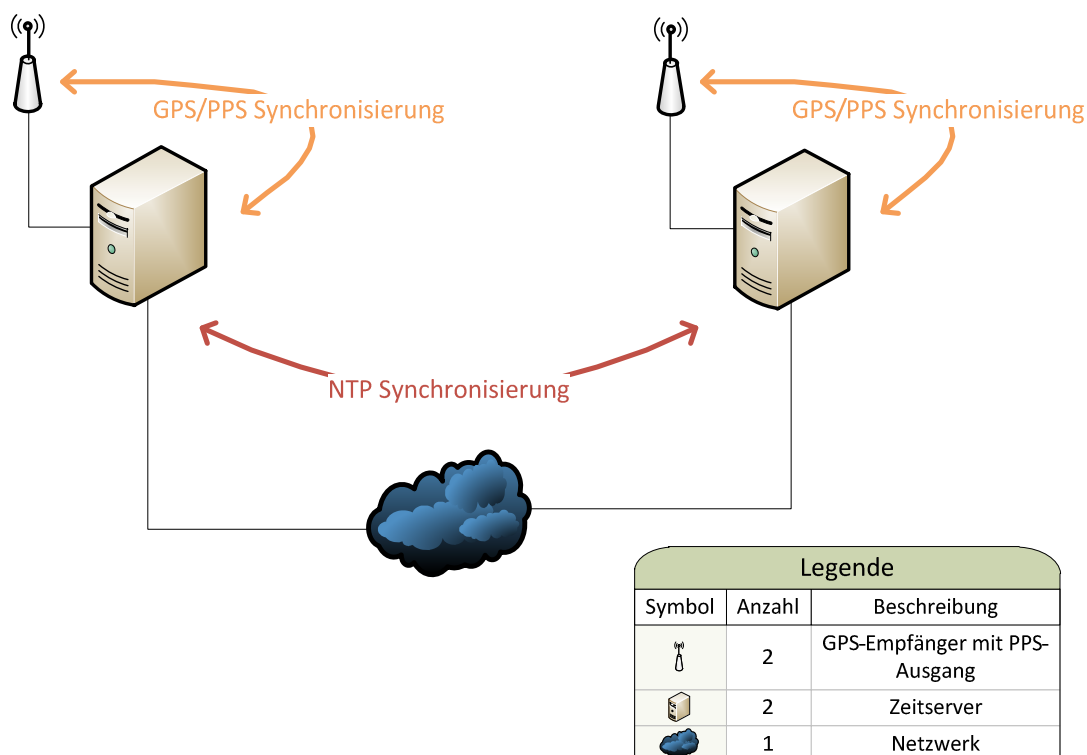 GPS/PPS Synchronisierung
GPS/PPS Synchronisierung
NTP Synchronisierung
Legende
Symbol Anzahl Beschreibung
2 GPS-Empfänger mit PPS-
Ausgang
2 Zeitserver
1 Netzwerk